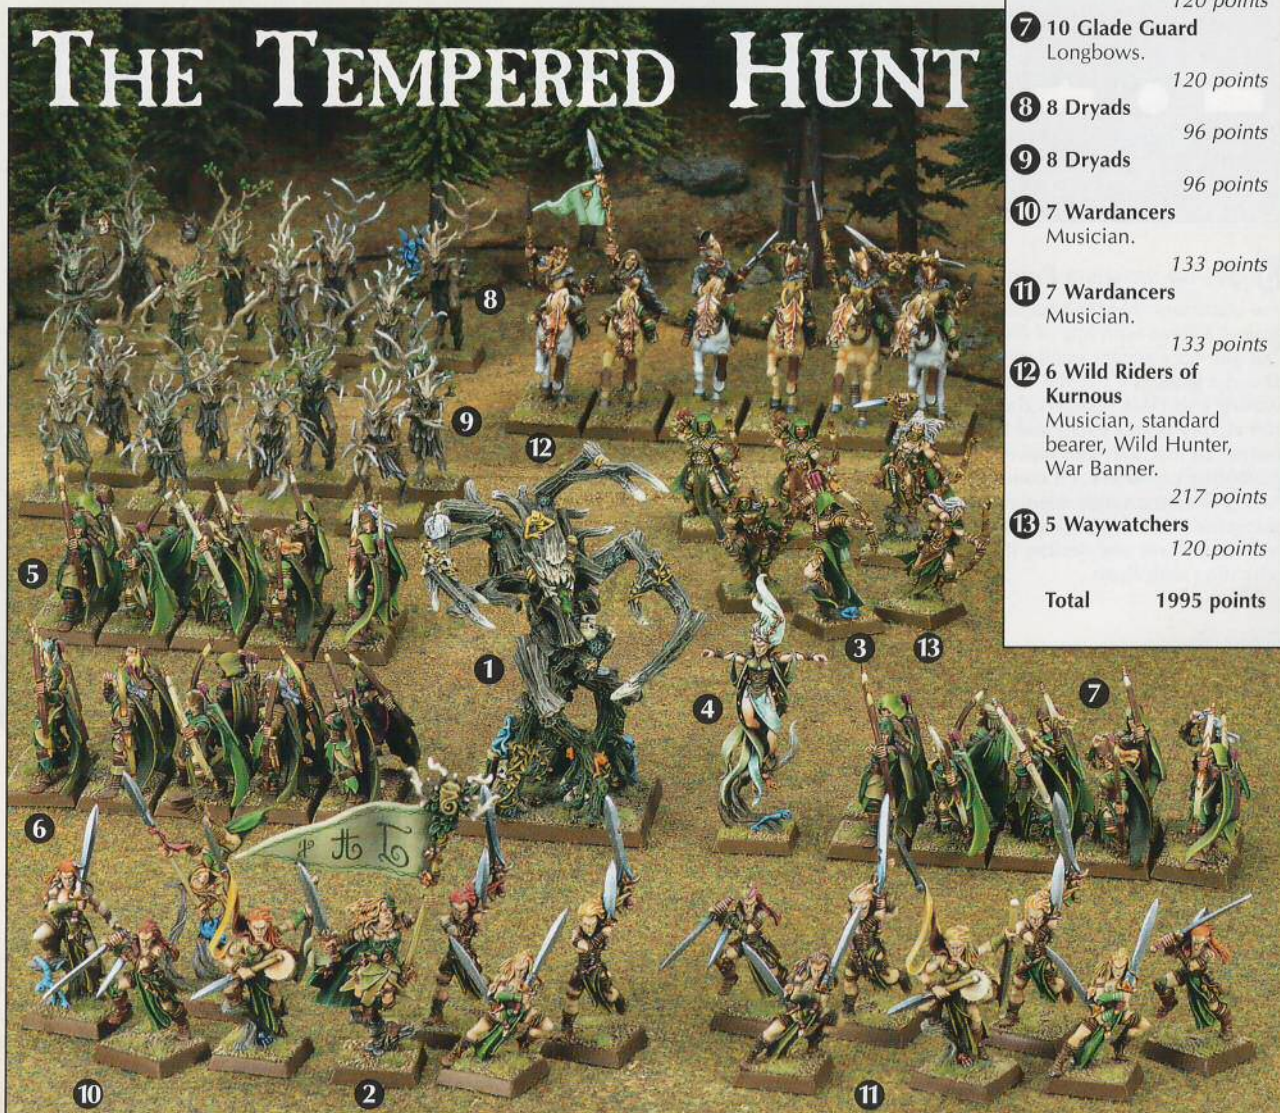 THE TEMPERED HUNT
120 points
7 10 Glade Guard
Longbows.
120 points
8 8 Dryads
96 points
9 8 Dryads
96 points
10 7 Wardancers
Musician.
133 points
11 7 Wardancers
Musician.
133 points
12 6 Wild Riders of
Kurnous
Musician, standard
bearer, Wild Hunter,
War Banner.
217 points
13 5 Waywatchers
120 points
Total 1995 points
8
9
12
5
1
3
13
4
7
6
10
2
11